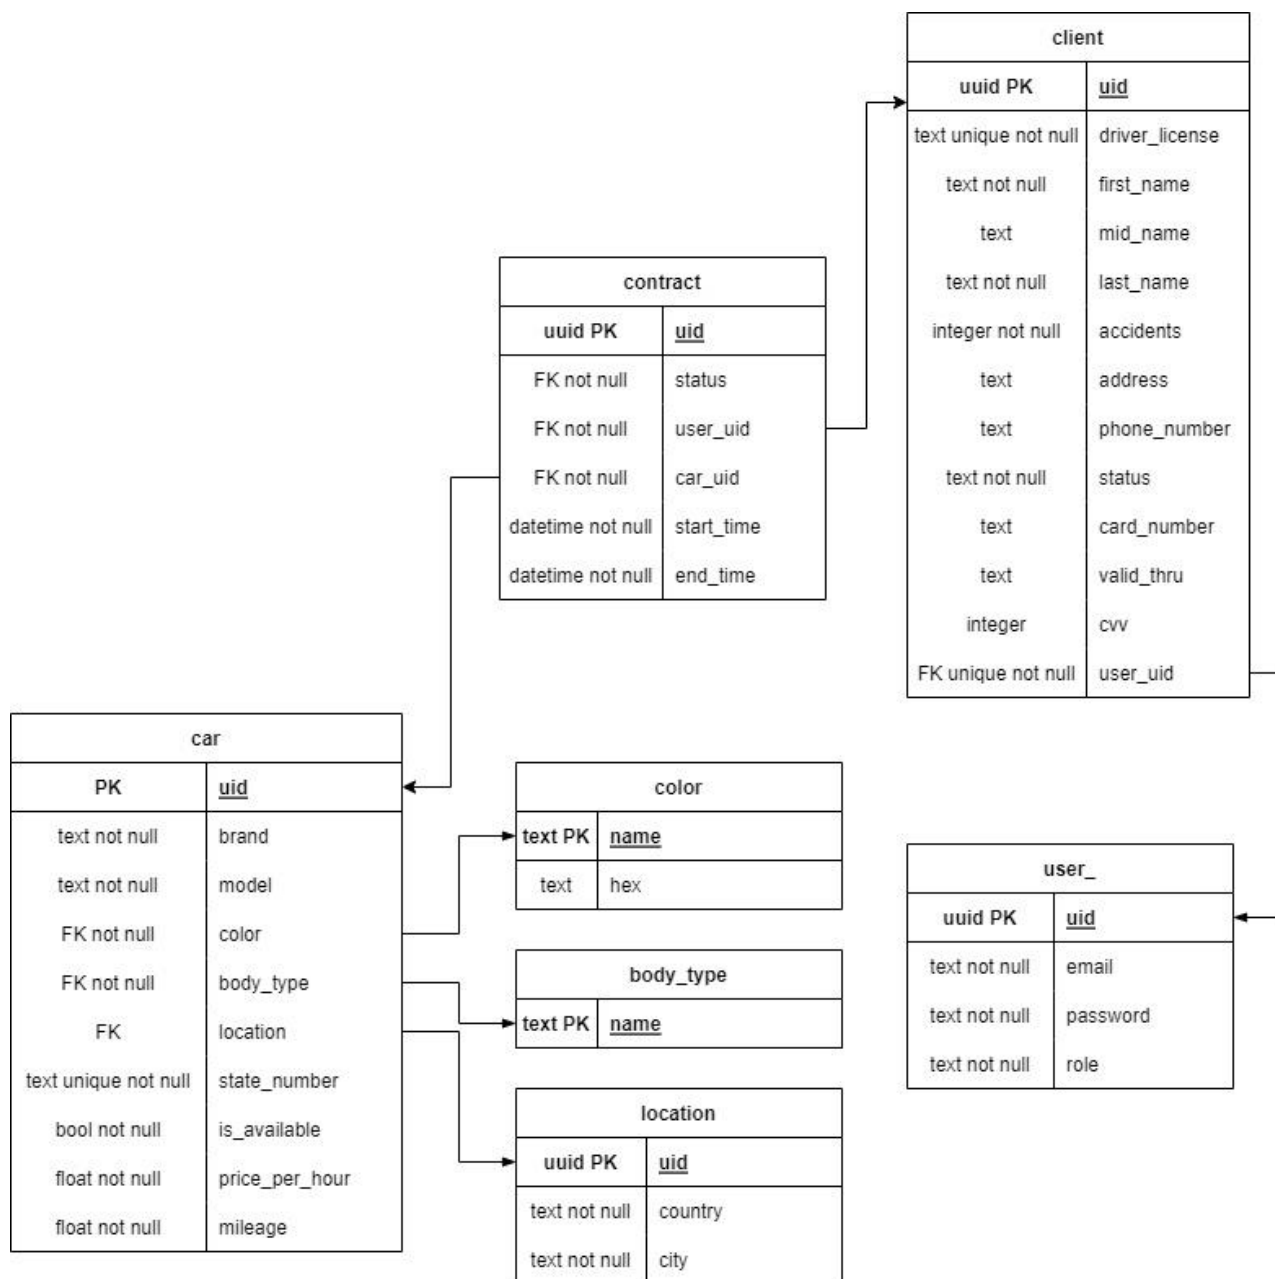 client
uuid PK uid
text unique not null driver_license
text not null first_name
text mid_name
text not null last_name
integer not null accidents
text address
text phone_number
text not null status
text card_number
text valid_thru
integer cvv
FK unique not null user_uid
contract
uuid PK uid
FK not null status
FK not null user_uid
FK not null car_uid
datetime not null start_time
datetime not null end_time
car
PK uid
text not null brand
text not null model
FK not null color
FK not null body_type
FK location
text unique not null state_number
bool not null is_available
float not null price_per_hour
float not null mileage
color
text PK name
text hex
body_type
text PK name
location
uuid PK uid
text not null country
text not null city
user_
uuid PK uid
text not null email
text not null password
text not null role